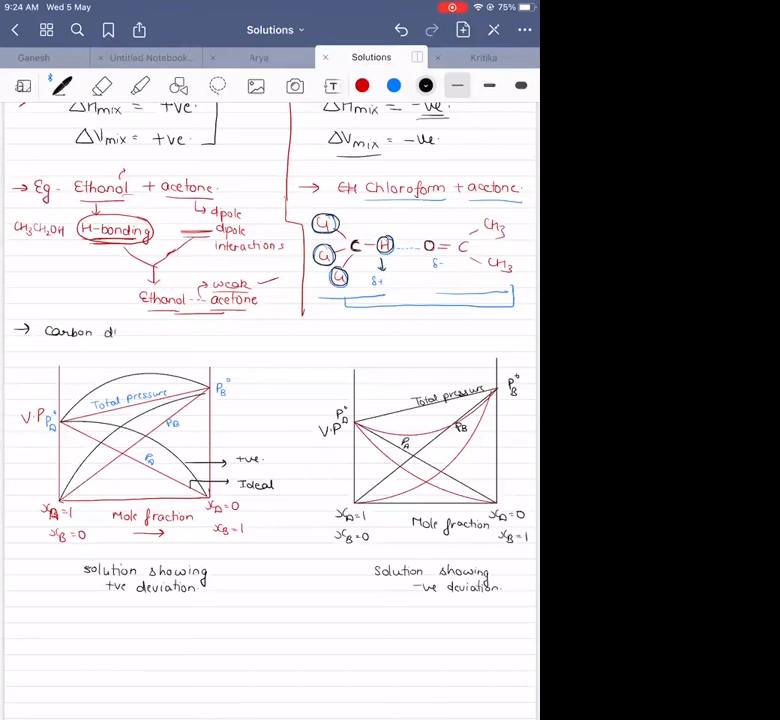 9:24 AM Wed 5 May
75%
Solutions
Ganesh
Untitled Notebook...
Arya
Solutions
Kritika
ΔHmix = +ve.
ΔVmix = +ve
ΔHmix = -ve.
ΔVmix = -ve.
→ Eg- Ethanol + acetone.
CH3CH2OH
H-bonding
dipole
dipole
interactions
weak
Ethanol --- acetone
→ Chloroform + acetone
Cl
Cl
Cl
C - H ---- O = C
CH3
CH3
δ+
δ-
→ Carbon d
V.P
PA°
Total pressure
PB°
PB
PA
+ve.
Ideal
xA=1
xB=0
Mole fraction
xA=0
xB=1
solution showing
+ve deviation.
V.P
PA°
Total pressure
PB°
PA
PB
xA=1
xB=0
Mole fraction
xA=0
xB=1
Solution showing
-ve deviation.